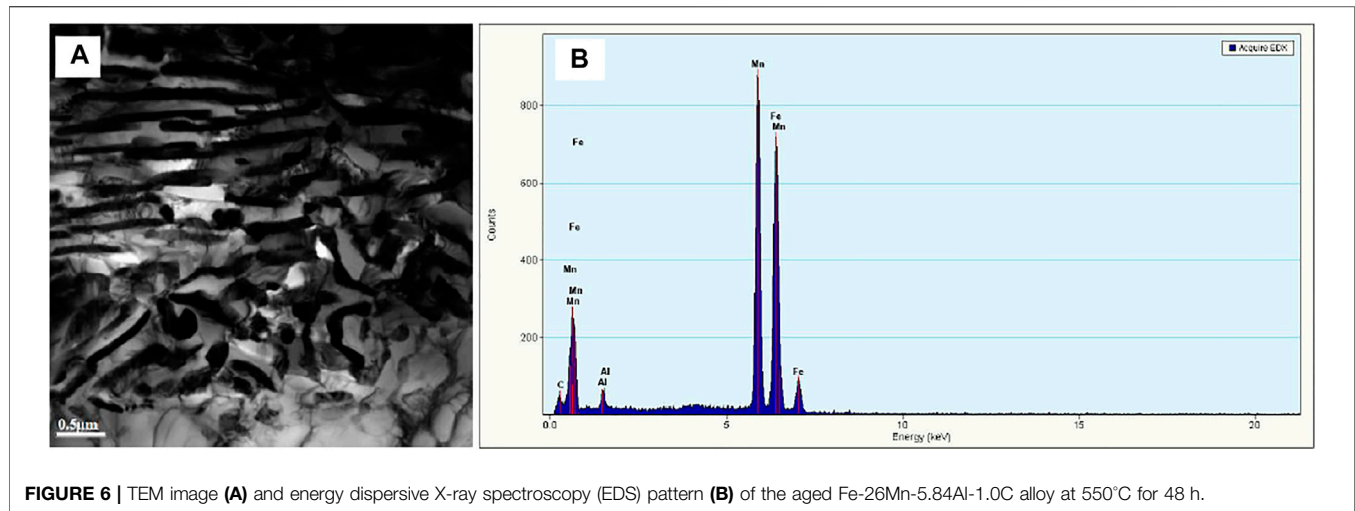 A
0.5μm
B
Acquire EDX
Mn
Fe
Mn
Fe
Fe
Mn
Mn
Mn
C
Al
Al
Fe
800
600
400
200
Counts
0.0
5
10
15
20
Energy (keV)
FIGURE 6 | TEM image (A) and energy dispersive X-ray spectroscopy (EDS) pattern (B) of the aged Fe-26Mn-5.84Al-1.0C alloy at 550°C for 48 h.